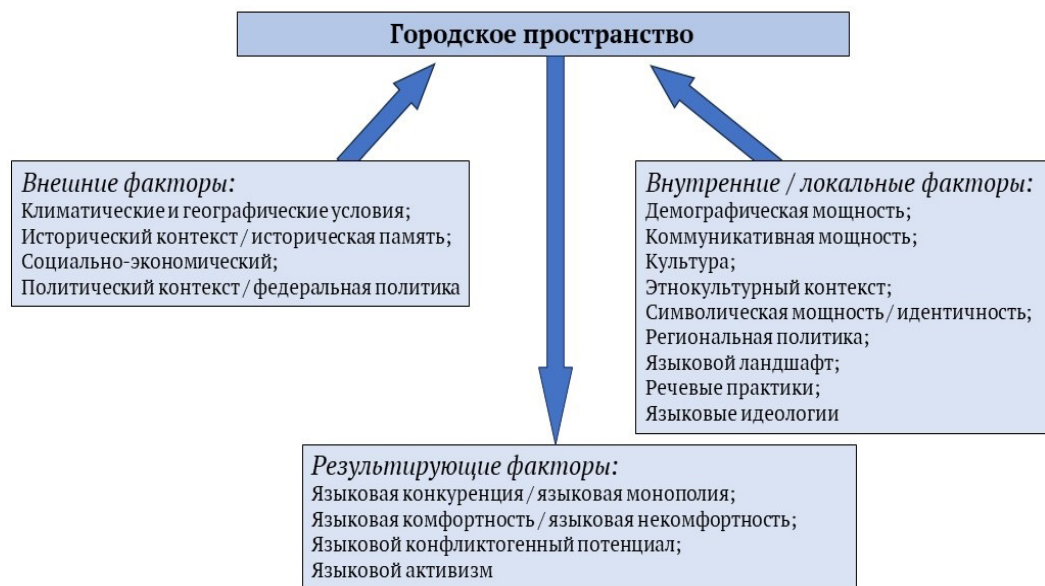 Городское пространство
Внешние факторы:
Климатические и географические условия;
Исторический контекст / историческая память;
Социально-экономический;
Политический контекст / федеральная политика
Внутренние / локальные факторы:
Демографическая мощность;
Коммуникативная мощность;
Культура;
Этнокультурный контекст;
Символическая мощность / идентичность;
Региональная политика;
Языковой ландшафт;
Речевые практики;
Языковые идеологии
Результирующие факторы:
Языковая конкуренция / языковая монополия;
Языковая комфортность / языковая некомфортность;
Языковой конфликтогенный потенциал;
Языковой активизм